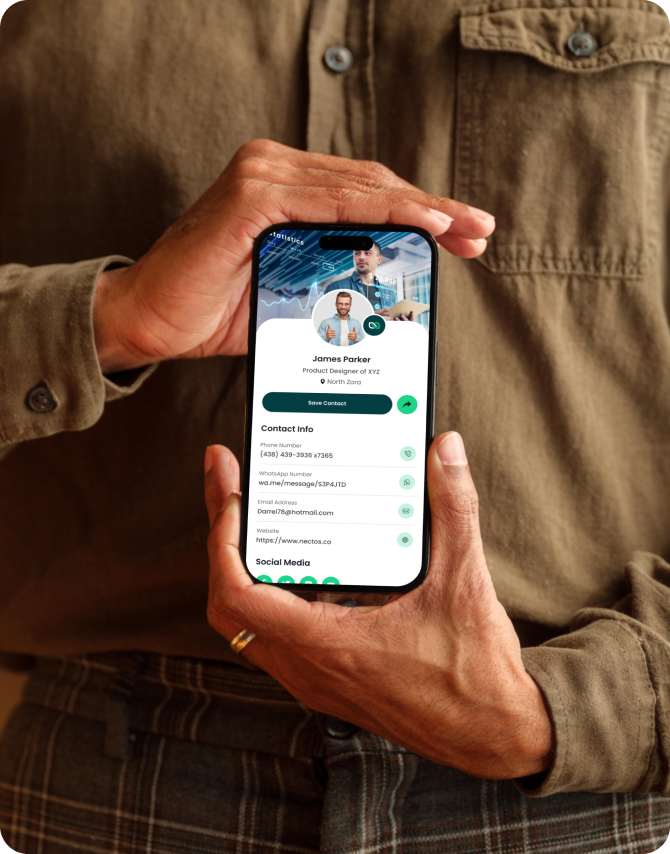 Statistics
James Parker
Product Designer of XYZ
North Zara
Save Contact
Contact Info
Phone Number
(438) 439-3936 x7365
WhatsApp Number
wa.me/message/S3P4JTD
Email Address
Darrel78@hotmail.com
Website
https://www.nectos.co
Social Media